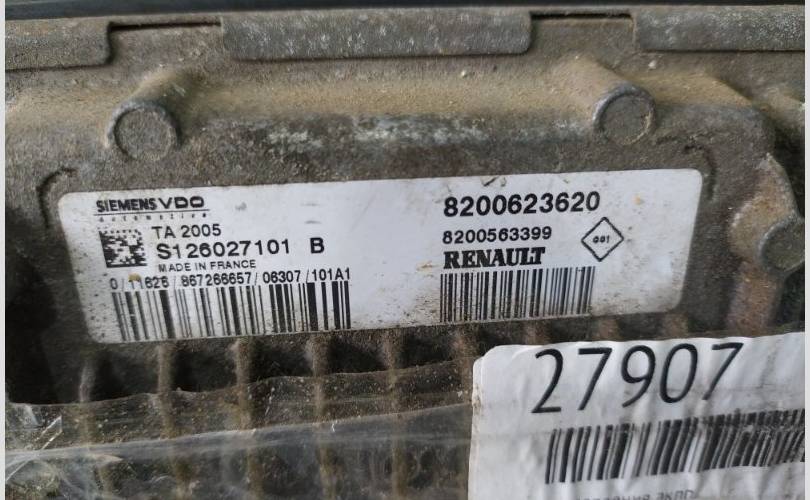 SIEMENS VDO
Automotive
TA 2005
S126027101 B
MADE IN FRANCE
0/11626/867266657/06307/101A1
8200623620
8200563399
001
RENAULT
27907